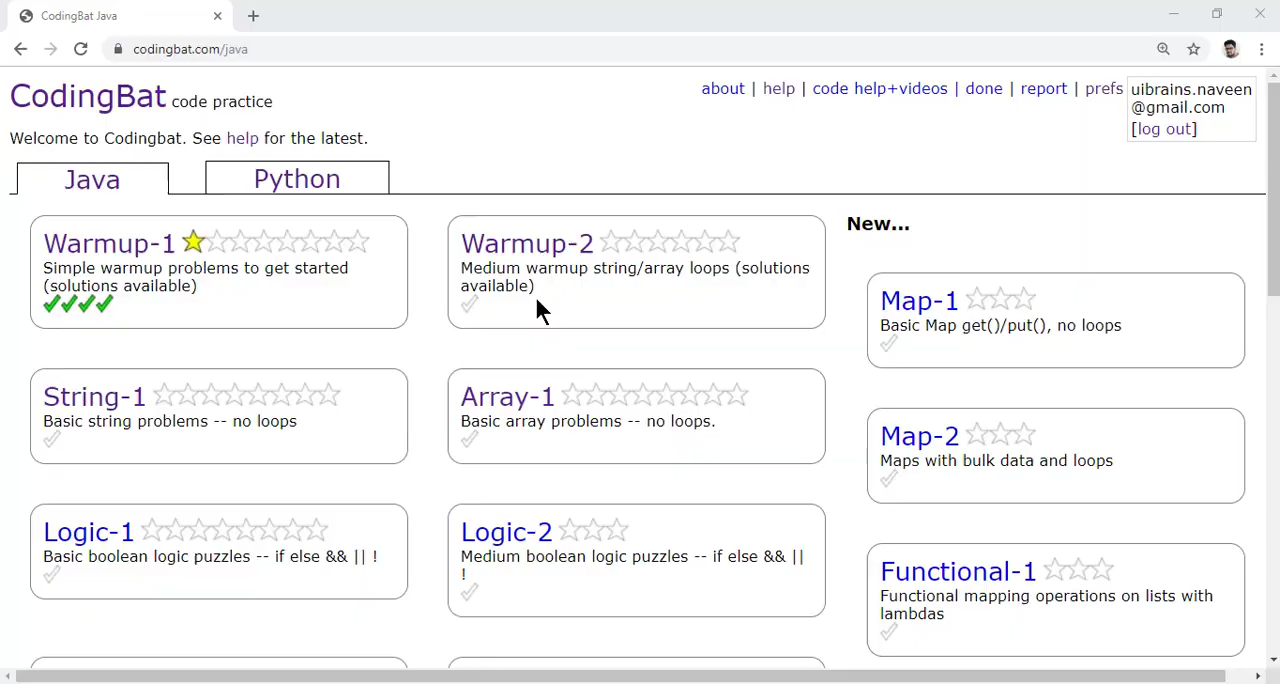 CodingBat Java
codingbat.com/java
CodingBat code practice
about | help | code help+videos | done | report | prefs
uibrains.naveen
@gmail.com
[log out]
Welcome to Codingbat. See help for the latest.
Java
Python
Warmup-1
Simple warmup problems to get started
(solutions available)
Warmup-2
Medium warmup string/array loops (solutions
available)
New...
Map-1
Basic Map get()/put(), no loops
String-1
Basic string problems -- no loops
Array-1
Basic array problems -- no loops.
Map-2
Maps with bulk data and loops
Logic-1
Basic boolean logic puzzles -- if else && || !
Logic-2
Medium boolean logic puzzles -- if else && ||
!
Functional-1
Functional mapping operations on lists with
lambdas